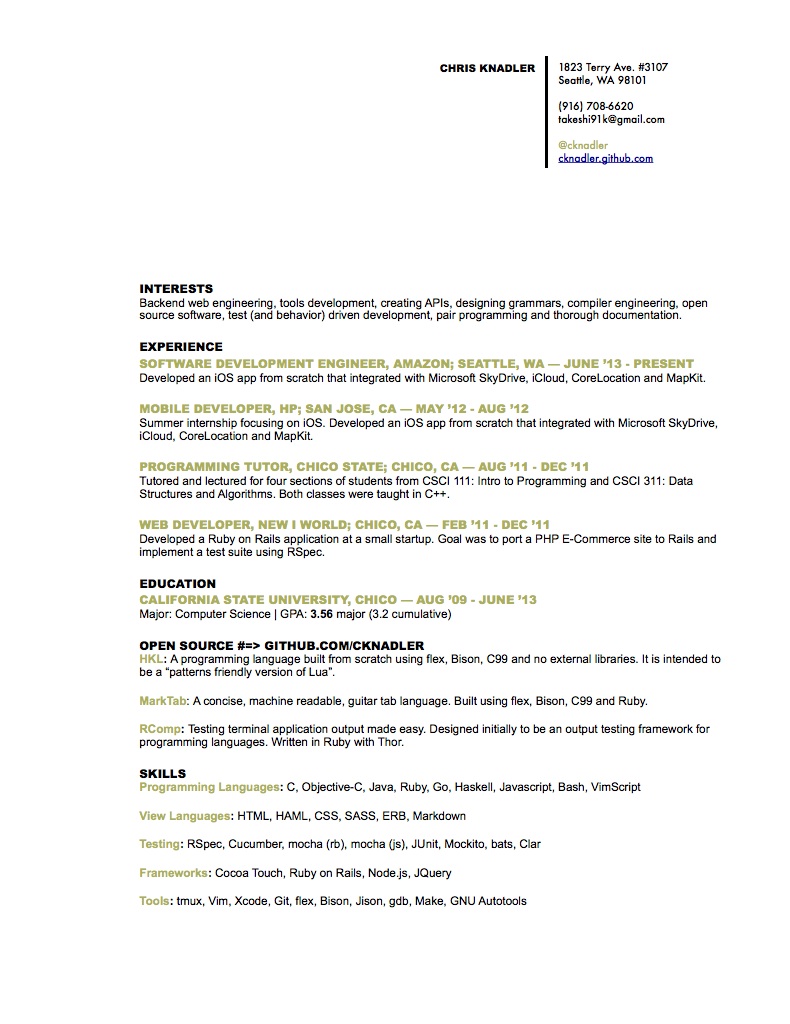 CHRIS KNADLER
1823 Terry Ave. #3107
Seattle, WA 98101
(916) 708-6620
takeshi91k@gmail.com
@cknadler
cknadler.github.com
INTERESTS
Backend web engineering, tools development, creating APIs, designing grammars, compiler engineering, open
source software, test (and behavior) driven development, pair programming and thorough documentation.
EXPERIENCE
SOFTWARE DEVELOPMENT ENGINEER, AMAZON; SEATTLE, WA — JUNE ’13 - PRESENT
Developed an iOS app from scratch that integrated with Microsoft SkyDrive, iCloud, CoreLocation and MapKit.
MOBILE DEVELOPER, HP; SAN JOSE, CA — MAY ’12 - AUG ’12
Summer internship focusing on iOS. Developed an iOS app from scratch that integrated with Microsoft SkyDrive,
iCloud, CoreLocation and MapKit.
PROGRAMMING TUTOR, CHICO STATE; CHICO, CA — AUG ’11 - DEC ’11
Tutored and lectured for four sections of students from CSCI 111: Intro to Programming and CSCI 311: Data
Structures and Algorithms. Both classes were taught in C++.
WEB DEVELOPER, NEW I WORLD; CHICO, CA — FEB ’11 - DEC ’11
Developed a Ruby on Rails application at a small startup. Goal was to port a PHP E-Commerce site to Rails and
implement a test suite using RSpec.
EDUCATION
CALIFORNIA STATE UNIVERSITY, CHICO — AUG ’09 - JUNE ’13
Major: Computer Science | GPA: 3.56 major (3.2 cumulative)
OPEN SOURCE #=> GITHUB.COM/CKNADLER
HKL: A programming language built from scratch using flex, Bison, C99 and no external libraries. It is intended to
be a “patterns friendly version of Lua”.
MarkTab: A concise, machine readable, guitar tab language. Built using flex, Bison, C99 and Ruby.
RComp: Testing terminal application output made easy. Designed initially to be an output testing framework for
programming languages. Written in Ruby with Thor.
SKILLS
Programming Languages: C, Objective-C, Java, Ruby, Go, Haskell, Javascript, Bash, VimScript
View Languages: HTML, HAML, CSS, SASS, ERB, Markdown
Testing: RSpec, Cucumber, mocha (rb), mocha (js), JUnit, Mockito, bats, Clar
Frameworks: Cocoa Touch, Ruby on Rails, Node.js, JQuery
Tools: tmux, Vim, Xcode, Git, flex, Bison, Jison, gdb, Make, GNU Autotools